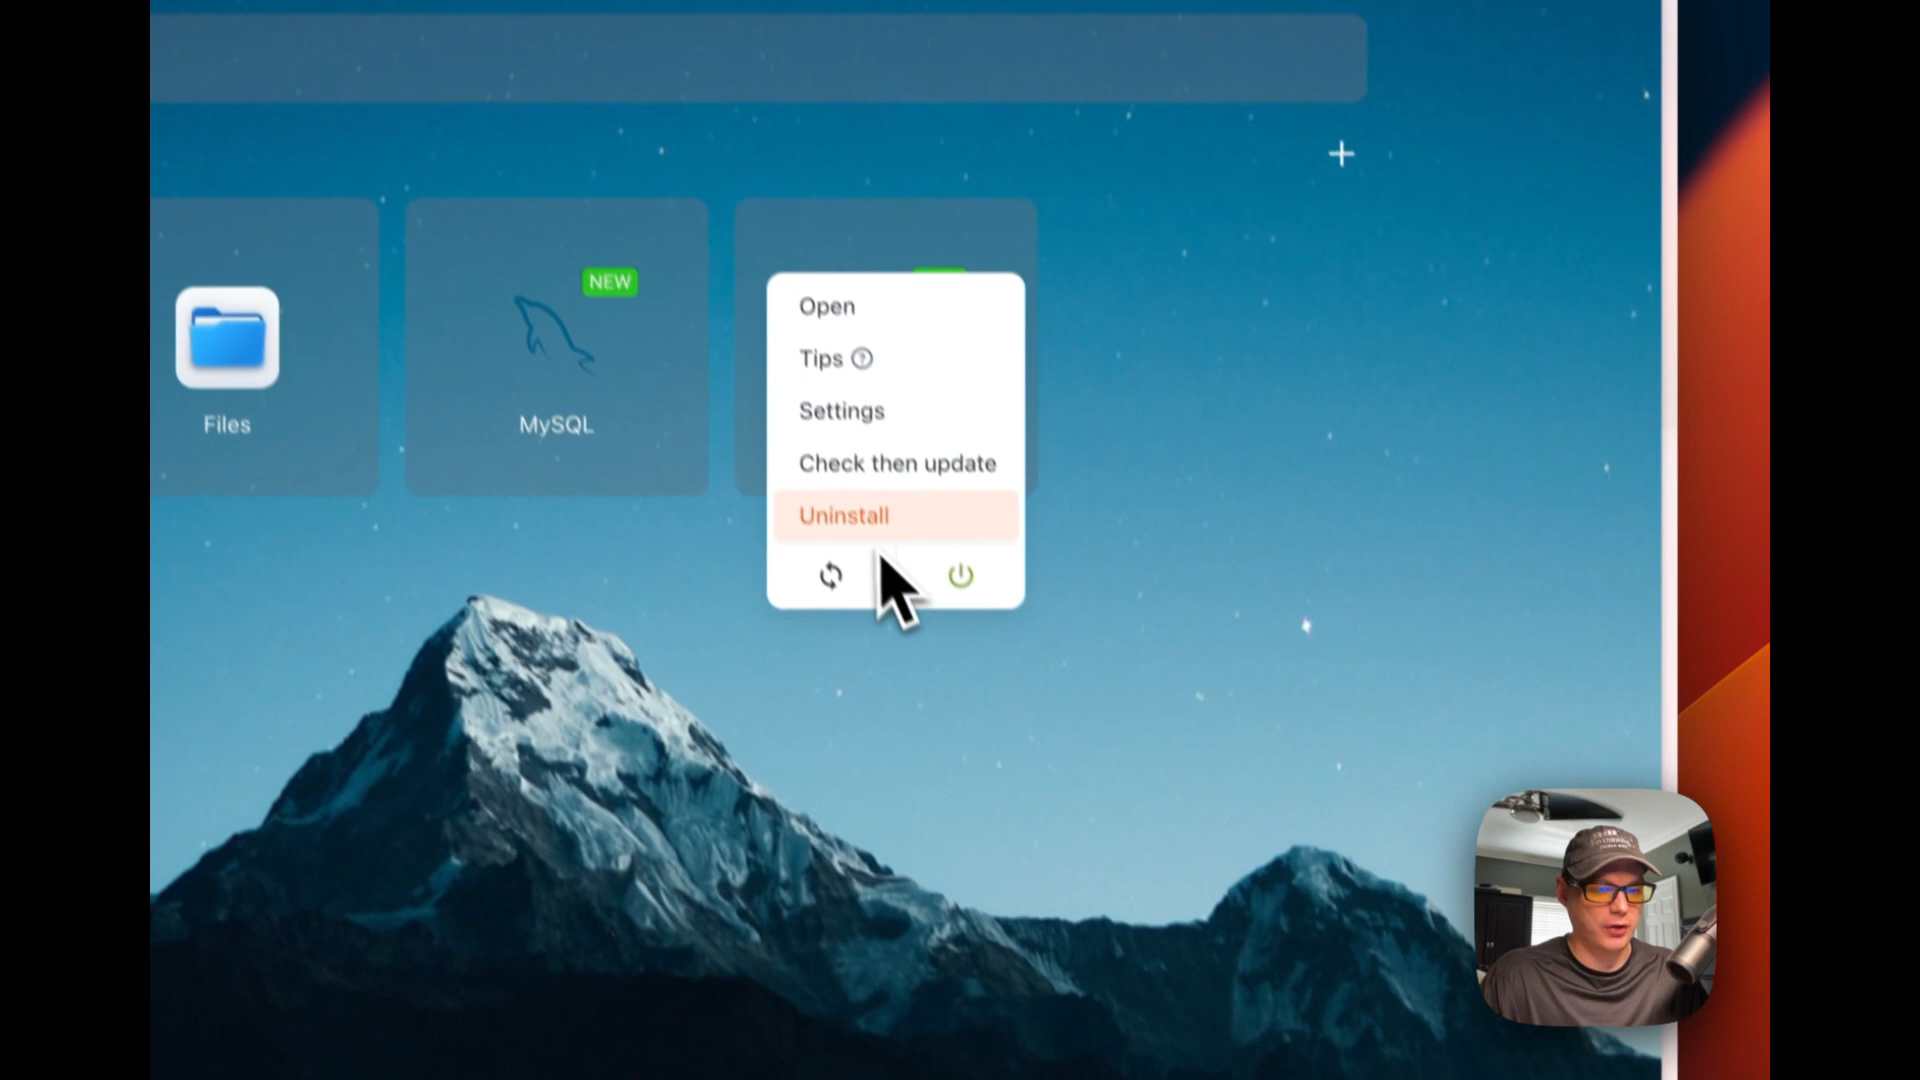 NEW
Files
MySQL
Open
Tips
Settings
Check then update
Uninstall